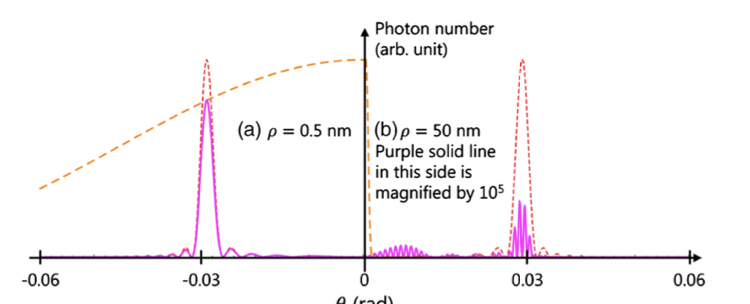 Photon number
(arb. unit)
(a) ρ = 0.5 nm
(b) ρ = 50 nm
Purple solid line
in this side is
magnified by 10⁵
-0.06 -0.03 0 0.03 0.06
θ (rad)